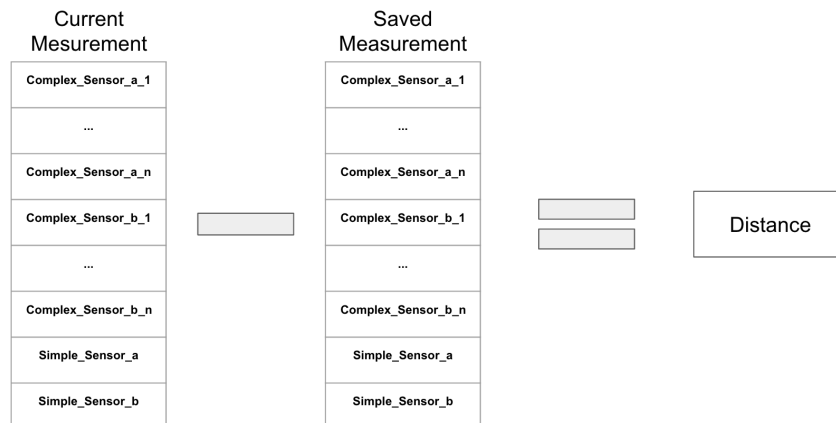 Current
Mesurement
Complex_Sensor_a_1
...
Complex_Sensor_a_n
Complex_Sensor_b_1
...
Complex_Sensor_b_n
Simple_Sensor_a
Simple_Sensor_b
Saved
Measurement
Complex_Sensor_a_1
...
Complex_Sensor_a_n
Complex_Sensor_b_1
...
Complex_Sensor_b_n
Simple_Sensor_a
Simple_Sensor_b
Distance